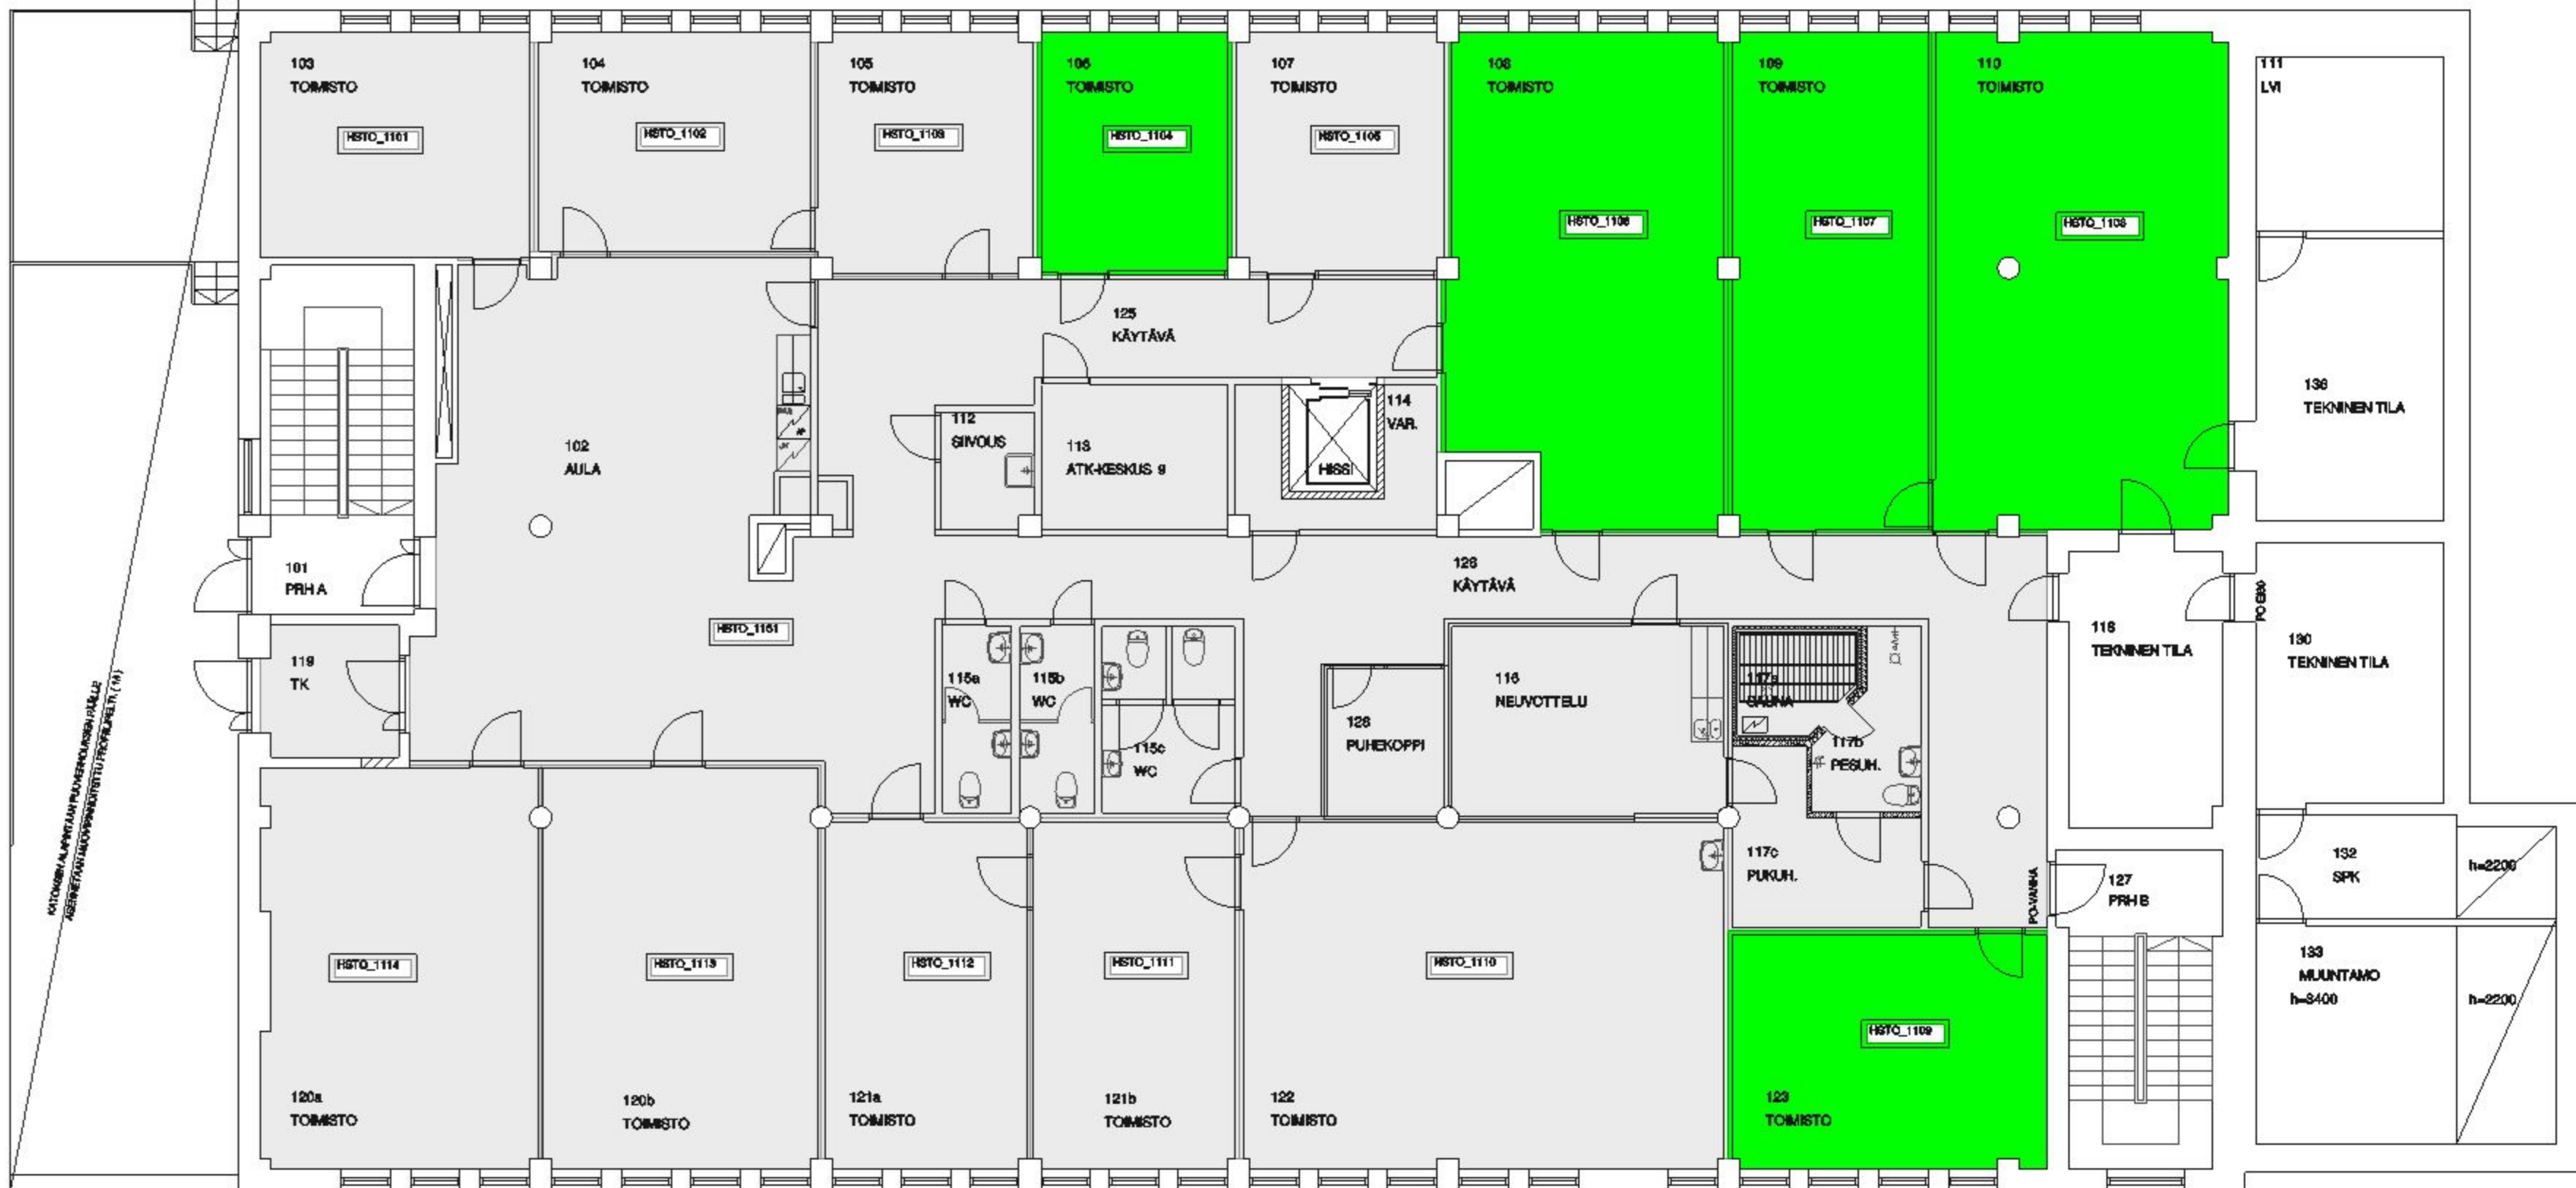 103
TOIMISTO
HSTO_1101
104
TOIMISTO
HSTO_1102
105
TOIMISTO
HSTO_1103
106
TOIMISTO
HSTO_1104
107
TOIMISTO
HSTO_1105
108
TOIMISTO
HSTO_1106
109
TOIMISTO
HSTO_1107
110
TOIMISTO
HSTO_1108
111
LVI
136
TEKNINEN TILA
125
KÄYTÄVÄ
102
AULA
112
SIIVOUS
113
ATK-KESKUS 9
HISSI
114
VAR.
101
PRH A
126
KÄYTÄVÄ
HSTO_1151
119
TK
115a
WC
115b
WC
115c
WC
128
PUHEKOPPI
116
NEUVOTTELU
117a
SAUNA
117b
PESUH.
117c
PUKUH.
118
TEKNINEN TILA
PO EI60
130
TEKNINEN TILA
PO-VANHA
127
PRH B
132
SPK
h=2200
133
MUUNTAMO
h=3400
h=2200
HSTO_1114
120a
TOIMISTO
HSTO_1113
120b
TOIMISTO
HSTO_1112
121a
TOIMISTO
HSTO_1111
121b
TOIMISTO
HSTO_1110
122
TOIMISTO
HSTO_1109
123
TOIMISTO